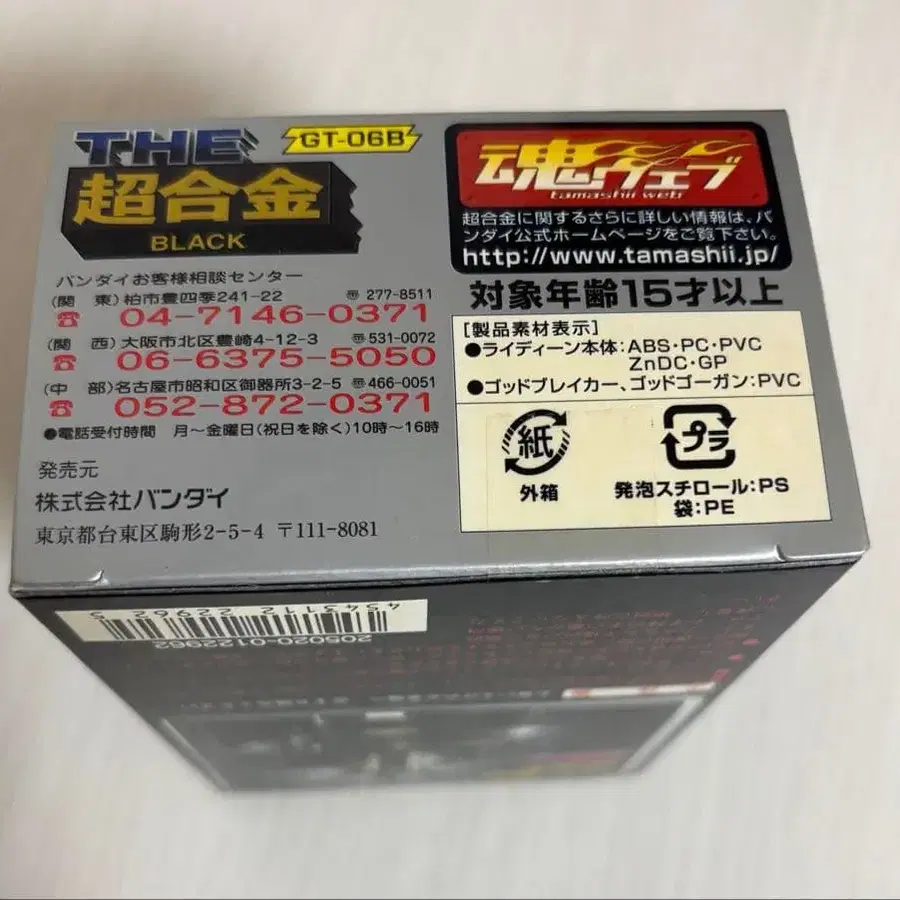 THE
超合金
BLACK
GT-06B
バンダイお客様相談センター
(関 東)柏市豊四季241-22 〠277-8511
☎ 04-7146-0371
(関 西)大阪市北区豊崎4-12-3 〠531-0072
☎ 06-6375-5050
(中 部)名古屋市昭和区御器所3-2-5 〠466-0051
☎ 052-872-0371
●電話受付時間 月～金曜日(祝日を除く)10時～16時
発売元
株式会社バンダイ
東京都台東区駒形2-5-4 〒111-8081
魂ウェブ
tamashii web
超合金に関するさらに詳しい情報は、バ
ンダイ公式ホームページをご覧下さい。
http://www.tamashii.jp/
対象年齢15才以上
[製品素材表示]
●ライディーン本体:ABS・PC・PVC
ZnDC・GP
●ゴッドブレイカー、ゴッドゴーガン:PVC
紙
外箱
プラ
発泡スチロール:PS
袋:PE
4543112229625
205020-0122962